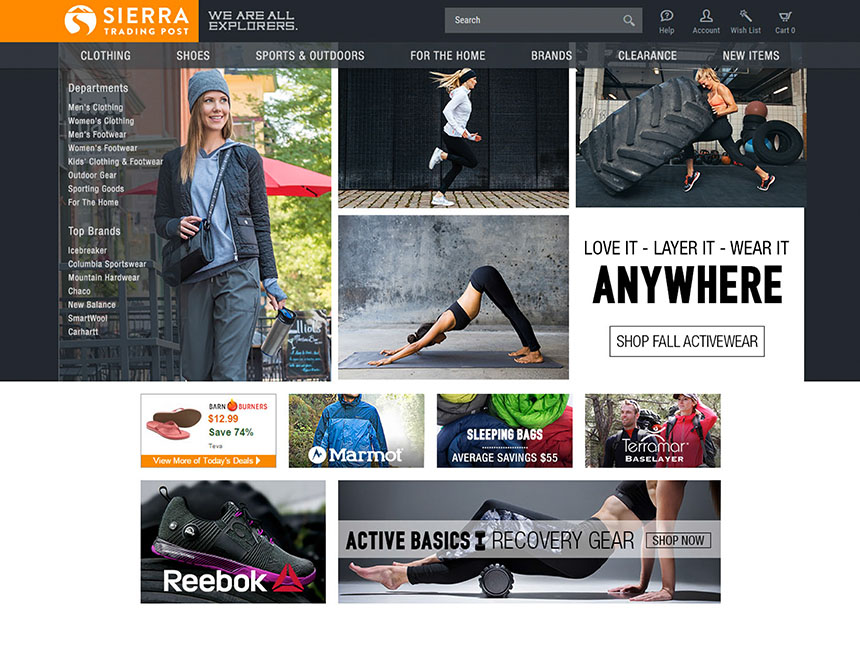 SIERRA
TRADING POST
WE ARE ALL
EXPLORERS.
Search
Help
Account
Wish List
Cart 0
CLOTHING
SHOES
SPORTS & OUTDOORS
FOR THE HOME
BRANDS
CLEARANCE
NEW ITEMS
Departments
Men's Clothing
Women's Clothing
Men's Footwear
Women's Footwear
Kids' Clothing & Footwear
Outdoor Gear
Sporting Goods
For The Home
Top Brands
Icebreaker
Columbia Sportswear
Mountain Hardwear
Chaco
New Balance
SmartWool
Carhartt
LOVE IT - LAYER IT - WEAR IT
ANYWHERE
SHOP FALL ACTIVEWEAR
BARN BURNERS
$12.99
Save 74%
Teva
View More of Today's Deals
Marmot
SLEEPING BAGS
AVERAGE SAVINGS $55
Terramar
BASELAYER
Reebok
ACTIVE BASICS I RECOVERY GEAR
SHOP NOW